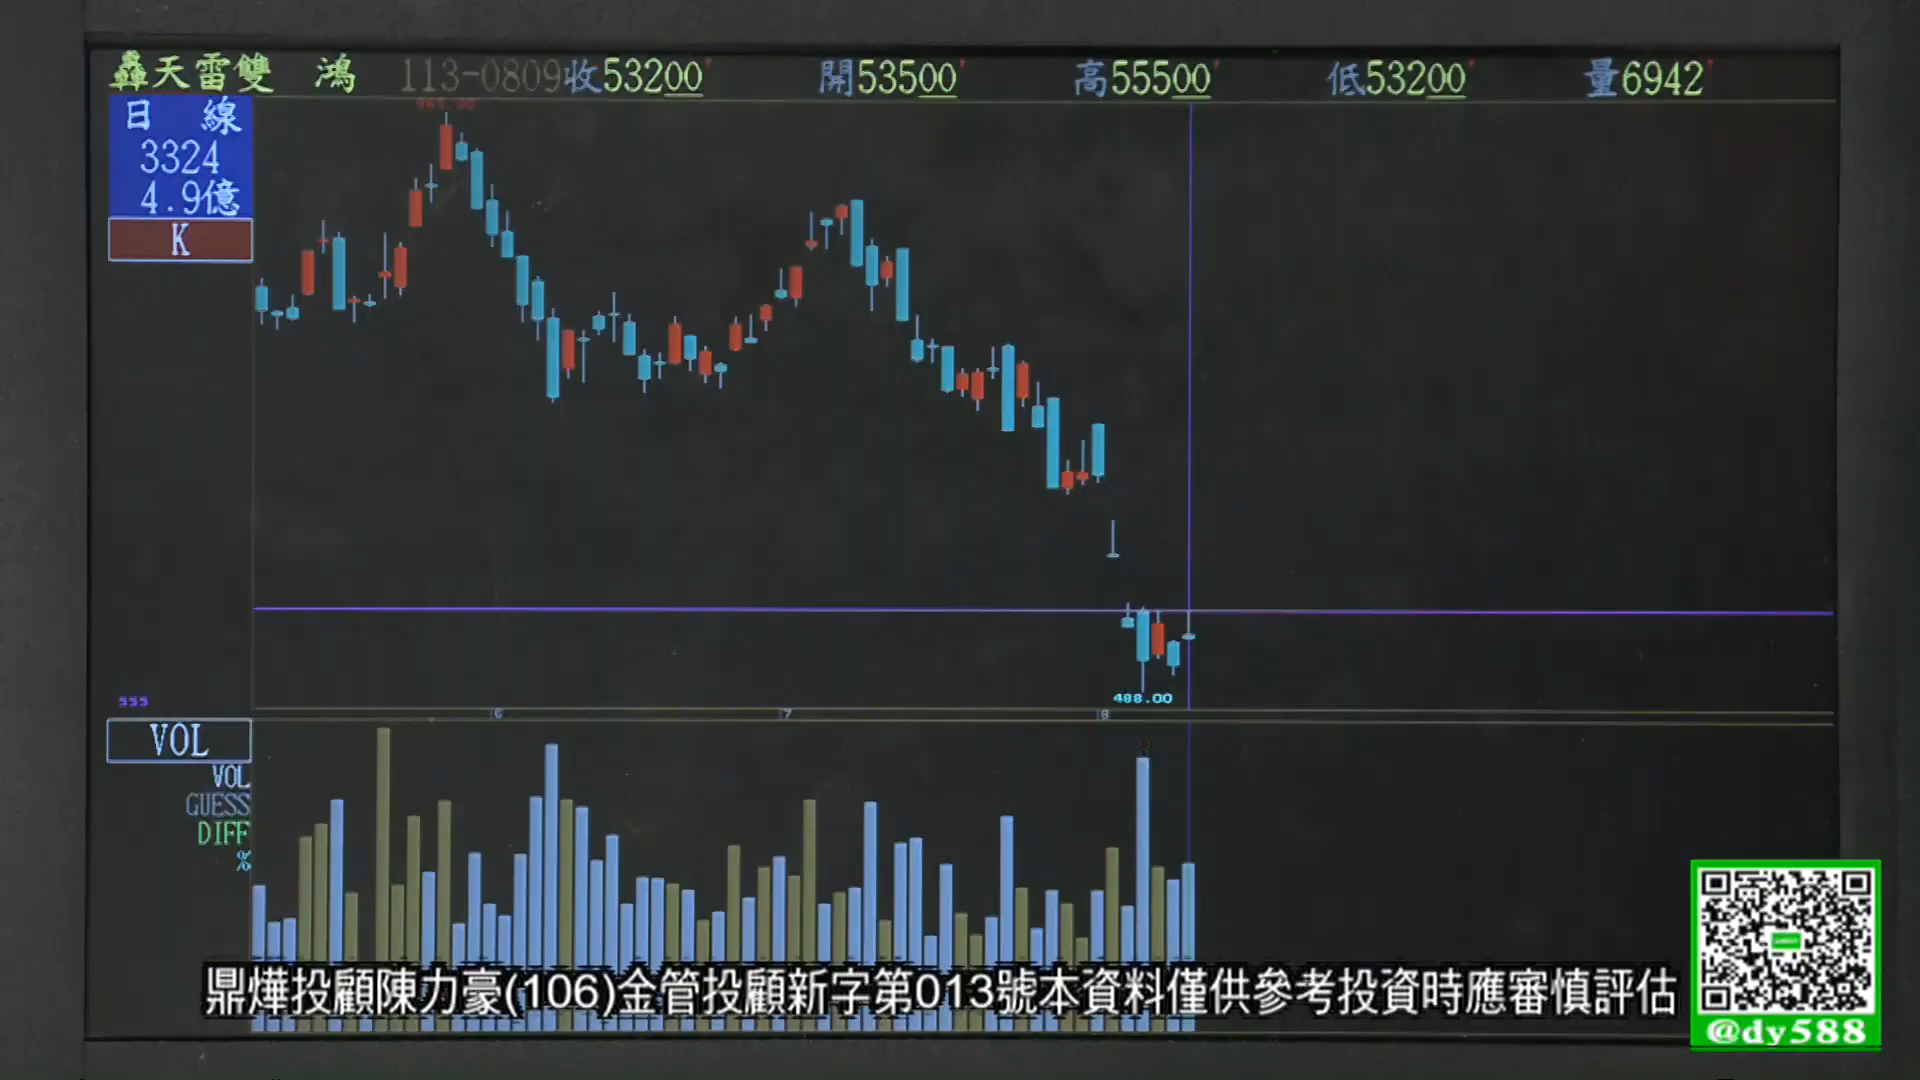 轟天雷雙 鴻 113-0809收53200 開53500 高55500 低53200 量6942
日 線
3324
4.9億
K
488.00
555
6 7 8
VOL
VOL
GUESS
DIFF
%
鼎燁投顧陳力豪(106)金管投顧新字第013號本資料僅供參考投資時應審慎評估
@dy588